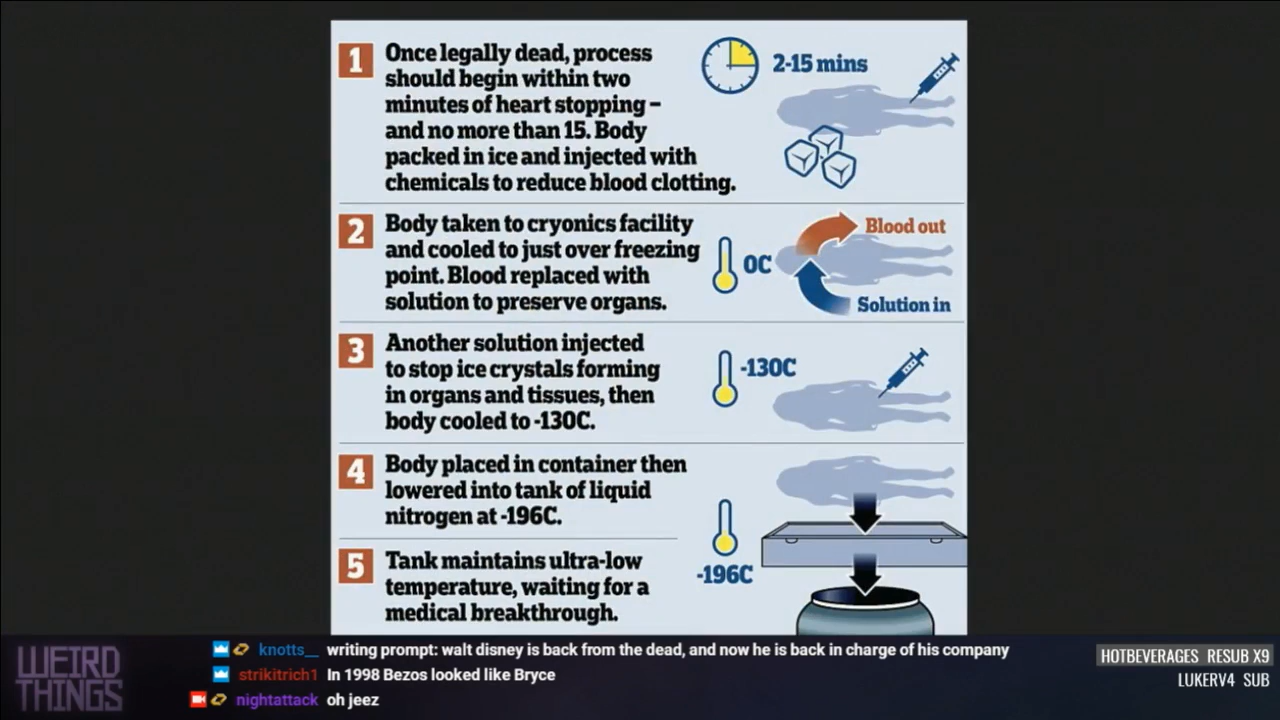 1
Once legally dead, process
should begin within two
minutes of heart stopping –
and no more than 15. Body
packed in ice and injected with
chemicals to reduce blood clotting.
2-15 mins
2
Body taken to cryonics facility
and cooled to just over freezing
point. Blood replaced with
solution to preserve organs.
0C
Blood out
Solution in
3
Another solution injected
to stop ice crystals forming
in organs and tissues, then
body cooled to -130C.
-130C
4
Body placed in container then
lowered into tank of liquid
nitrogen at -196C.
5
Tank maintains ultra-low
temperature, waiting for a
medical breakthrough.
-196C
WEIRD
THINGS
knotts__ writing prompt: walt disney is back from the dead, and now he is back in charge of his company
strikitrich1 In 1998 Bezos looked like Bryce
nightattack oh jeez
HOTBEVERAGES RESUB X9
LUKERV4 SUB